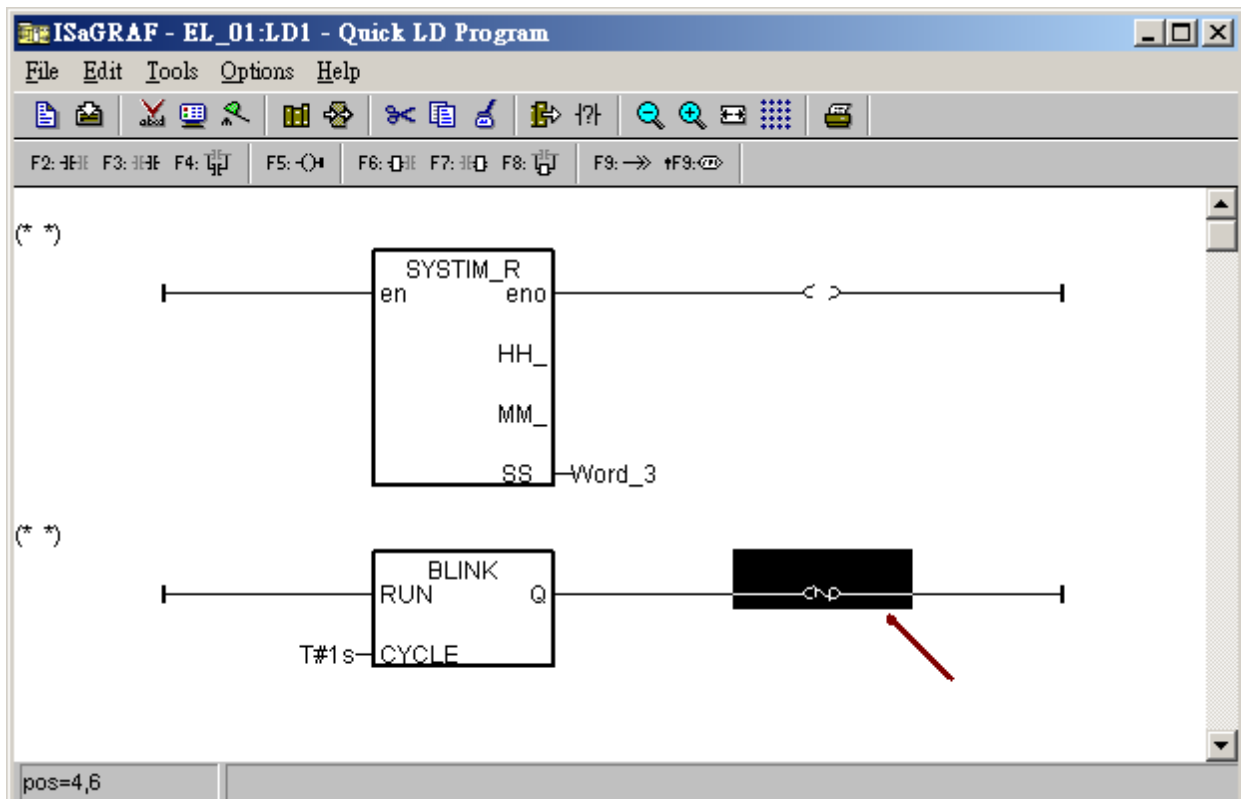 ISaGRAF - EL_01:LD1 - Quick LD Program
File Edit Tools Options Help
F2: F3: F4: F5: F6: F7: F8: F9: ↑F9:
(* *)
SYSTIM_R
en eno
HH_
MM_
SS_ Word_3
(* *)
BLINK
RUN Q
T#1s CYCLE
pos=4,6